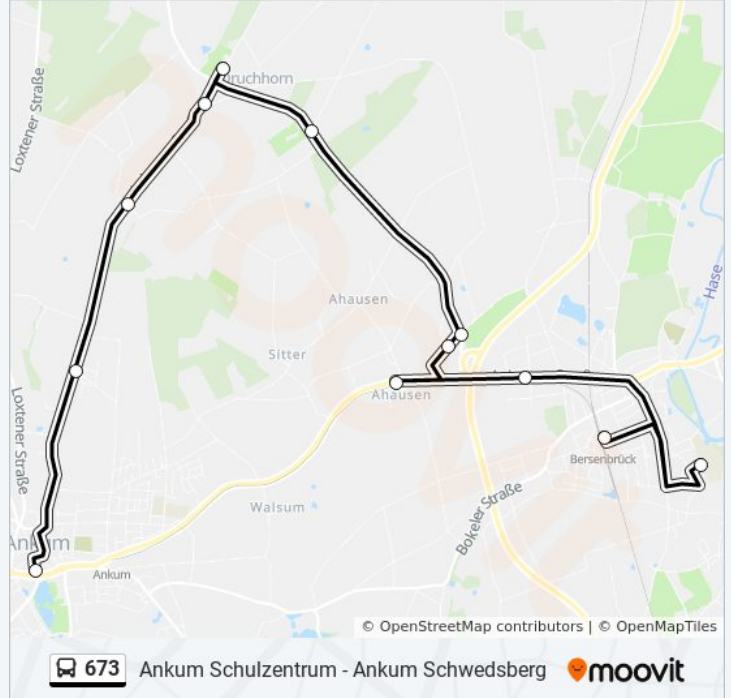 Druchhorn
Loxtener Straße
Hase
Ahausen
Sitter
Ahausen
Loxtener Straße
Bersenbrück
Bokeler Straße
Walsum
Ankum
Ankum
© OpenStreetMap contributors | © OpenMapTiles
673 Ankum Schulzentrum - Ankum Schwedsberg moovit